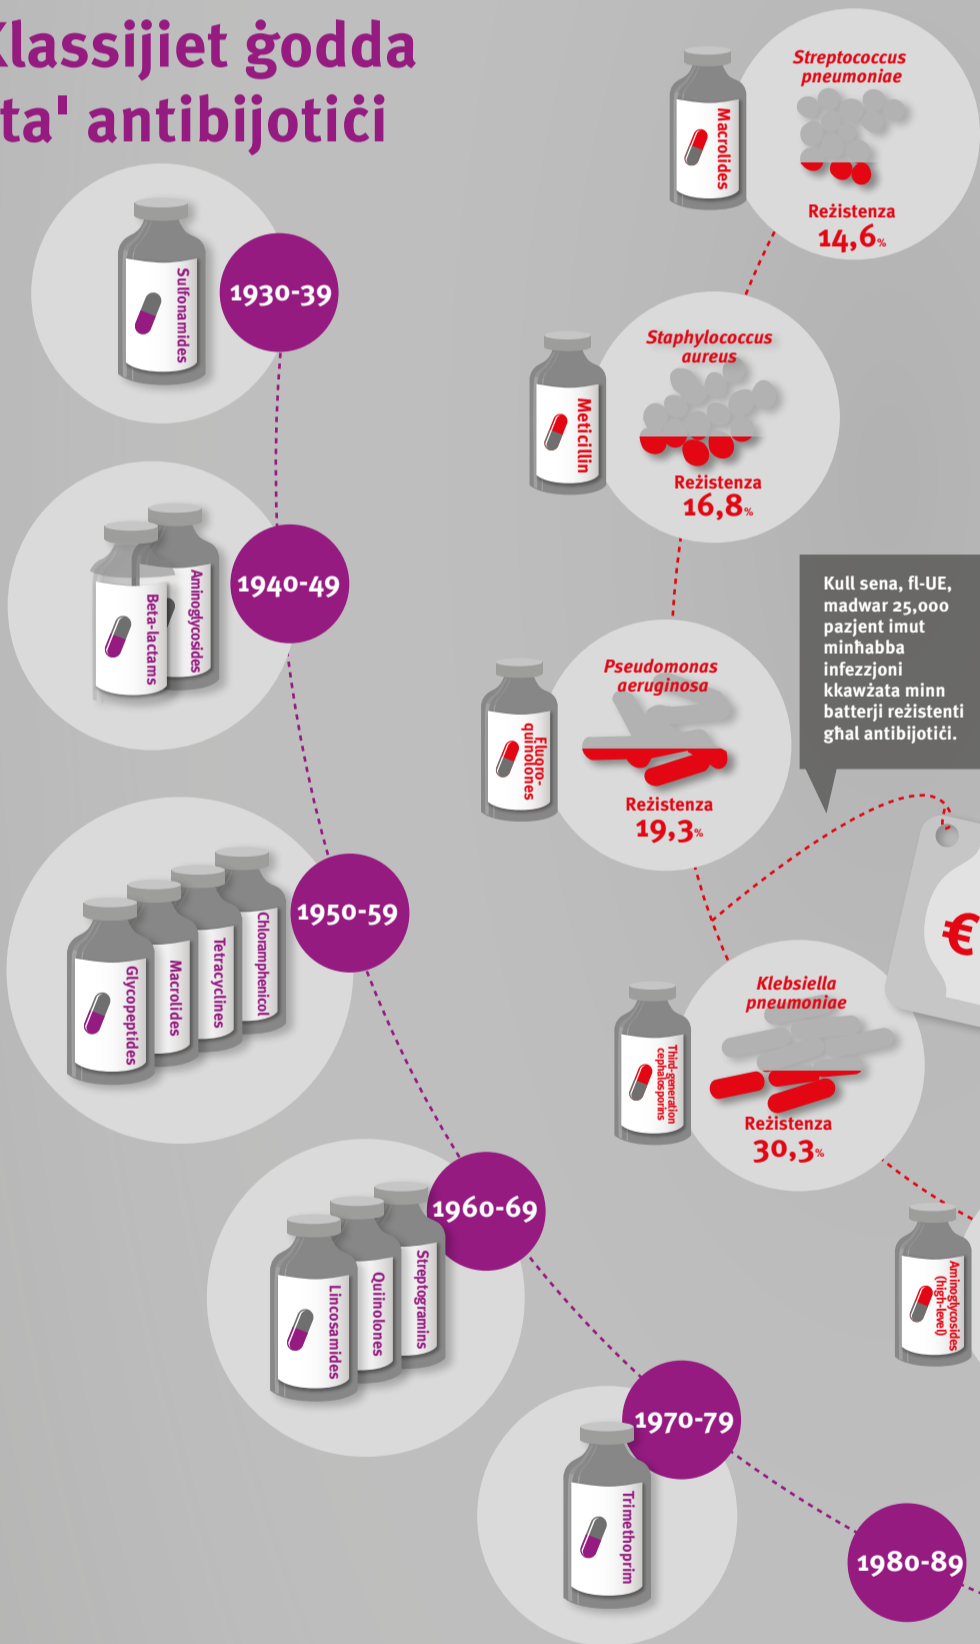 Klassijiet ġodda
ta' antibijotiċi
Sulfonamides
1930-39
Beta-lactams
Aminoglycosides
1940-49
Glycopeptides
Macrolides
Tetracyclines
Chloramphenicol
1950-59
Lincosamides
Quiinolones
Streptogramins
1960-69
Trimethoprim
1970-79
1980-89
Macrolides
Streptococcus
pneumoniae
Reżistenza
14,6%
Meticillin
Staphylococcus
aureus
Reżistenza
16,8%
Fluqro-
quinolones
Pseudomonas
aeruginosa
Reżistenza
19,3%
Kull sena, fl-UE,
madwar 25,000
pazjent imut
minħabba
infezzjoni
kkawżata minn
batterji reżistenti
għal antibijotiċi.
€
Third-generation
cephalosporins
Klebsiella
pneumoniae
Reżistenza
30,3%
Aminoglycosides
(high-level)